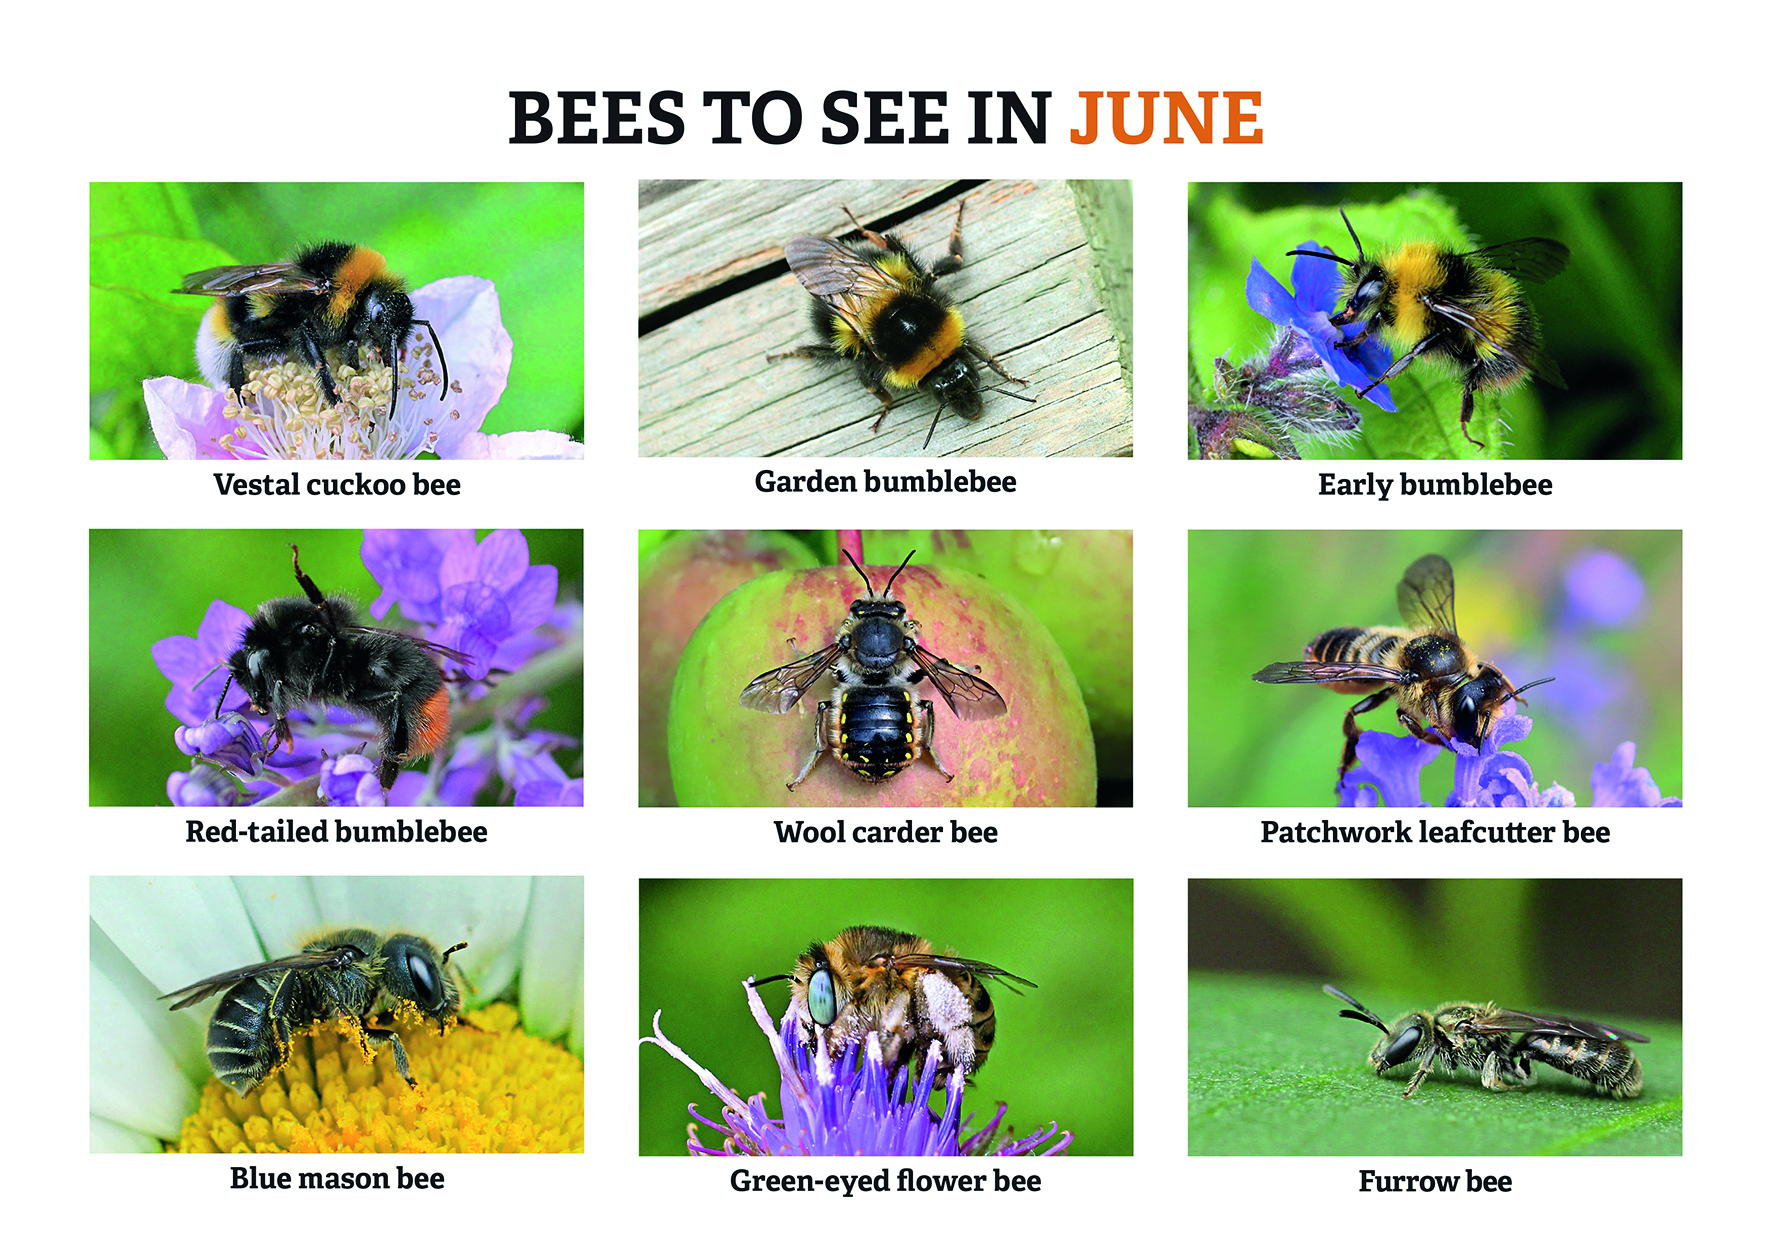 BEES TO SEE IN JUNE
Vestal cuckoo bee
Garden bumblebee
Early bumblebee
Red-tailed bumblebee
Wool carder bee
Patchwork leafcutter bee
Blue mason bee
Green-eyed flower bee
Furrow bee